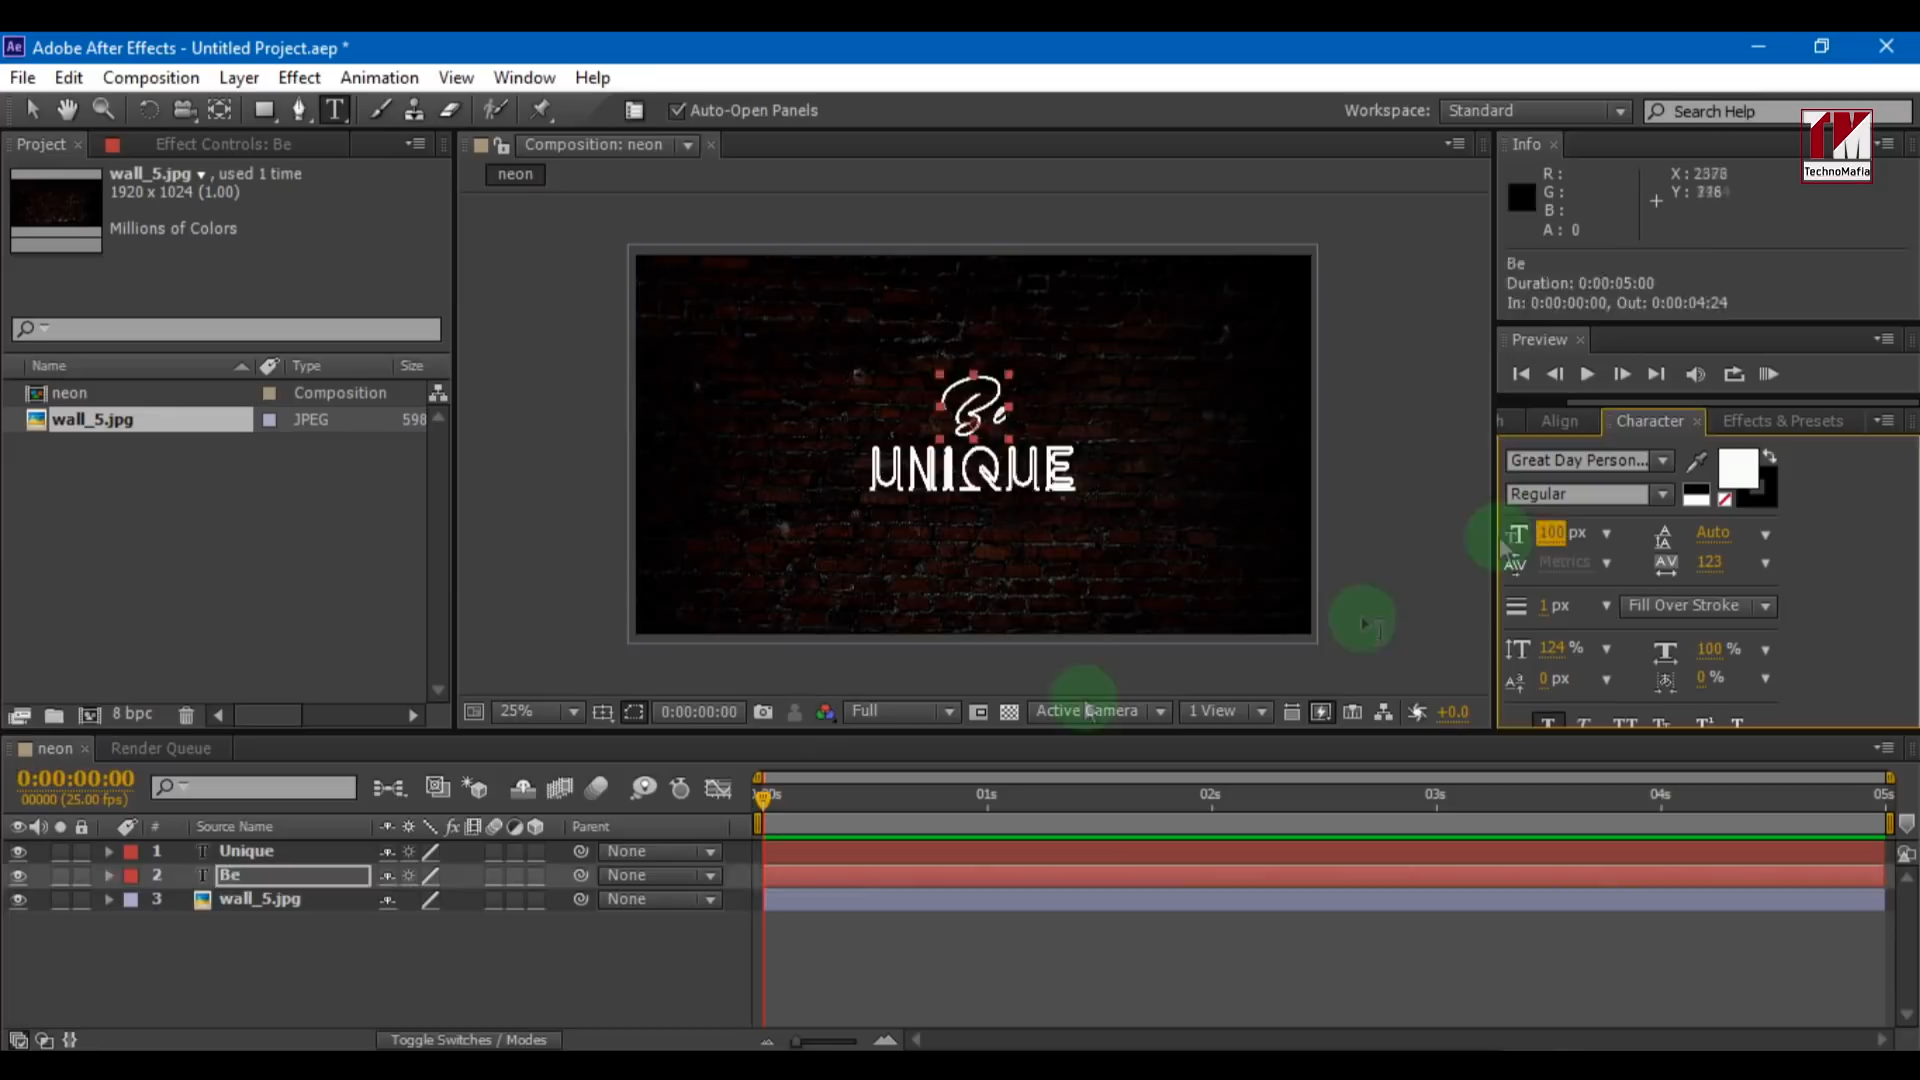 Ae Adobe After Effects - Untitled Project.aep *
File Edit Composition Layer Effect Animation View Window Help
T Auto-Open Panels Workspace: Standard Search Help
TM
TechnoMafia
Project Effect Controls: Be
wall_5.jpg , used 1 time
1920 x 1024 (1.00)
Millions of Colors
Name Type Size
neon Composition
wall_5.jpg JPEG 598
8 bpc
Composition: neon
neon
Be
UNIQUE
25% 0:00:00:00 Full Active Camera 1 View +0.0
Info
R: X: 2378
G: Y:
B:
A: 0
Be
Duration: 0:00:05:00
In: 0:00:00:00, Out: 0:00:04:24
Preview
h Align Character Effects & Presets
Great Day Person...
Regular
100 px Auto
Metrics 123
1 px Fill Over Stroke
124 % 100 %
0 px 0 %
neon Render Queue
0:00:00:00
00000 (25.00 fps)
00s 01s 02s 03s 04s 05s
# Source Name fx Parent
1 T Unique None
2 T Be None
3 wall_5.jpg None
Toggle Switches / Modes